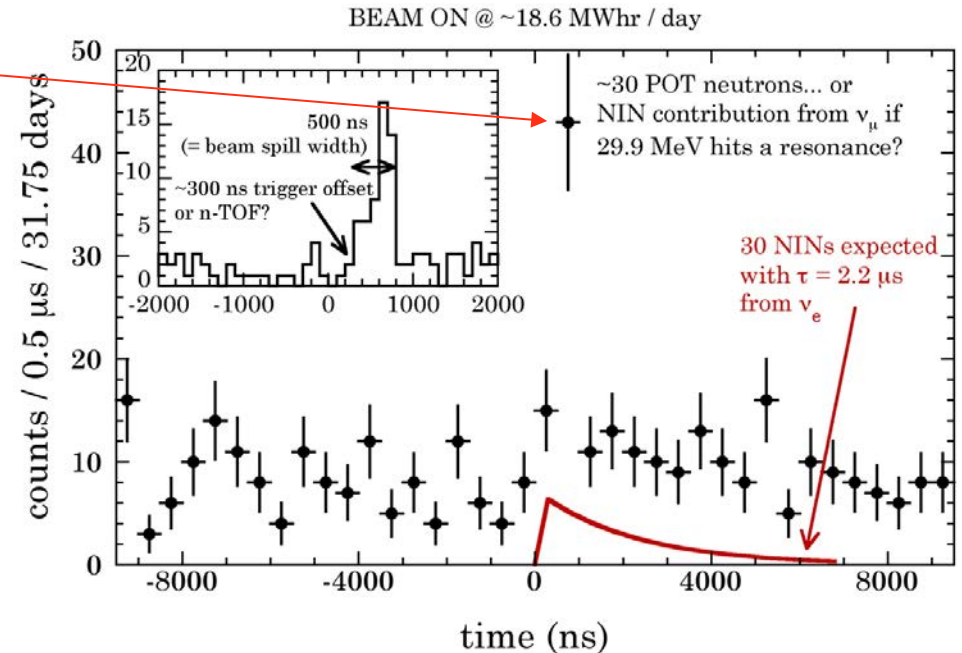 BEAM ON @ ~18.6 MWhr / day
50
40
30
20
10
0
counts / 0.5 μs / 31.75 days
20
15
10
5
0
-2000 -1000 0 1000 2000
500 ns
(= beam spill width)
~300 ns trigger offset
or n-TOF?
~30 POT neutrons... or
NIN contribution from νμ if
29.9 MeV hits a resonance?
30 NINs expected
with τ = 2.2 μs
from νe
-8000 -4000 0 4000 8000
time (ns)